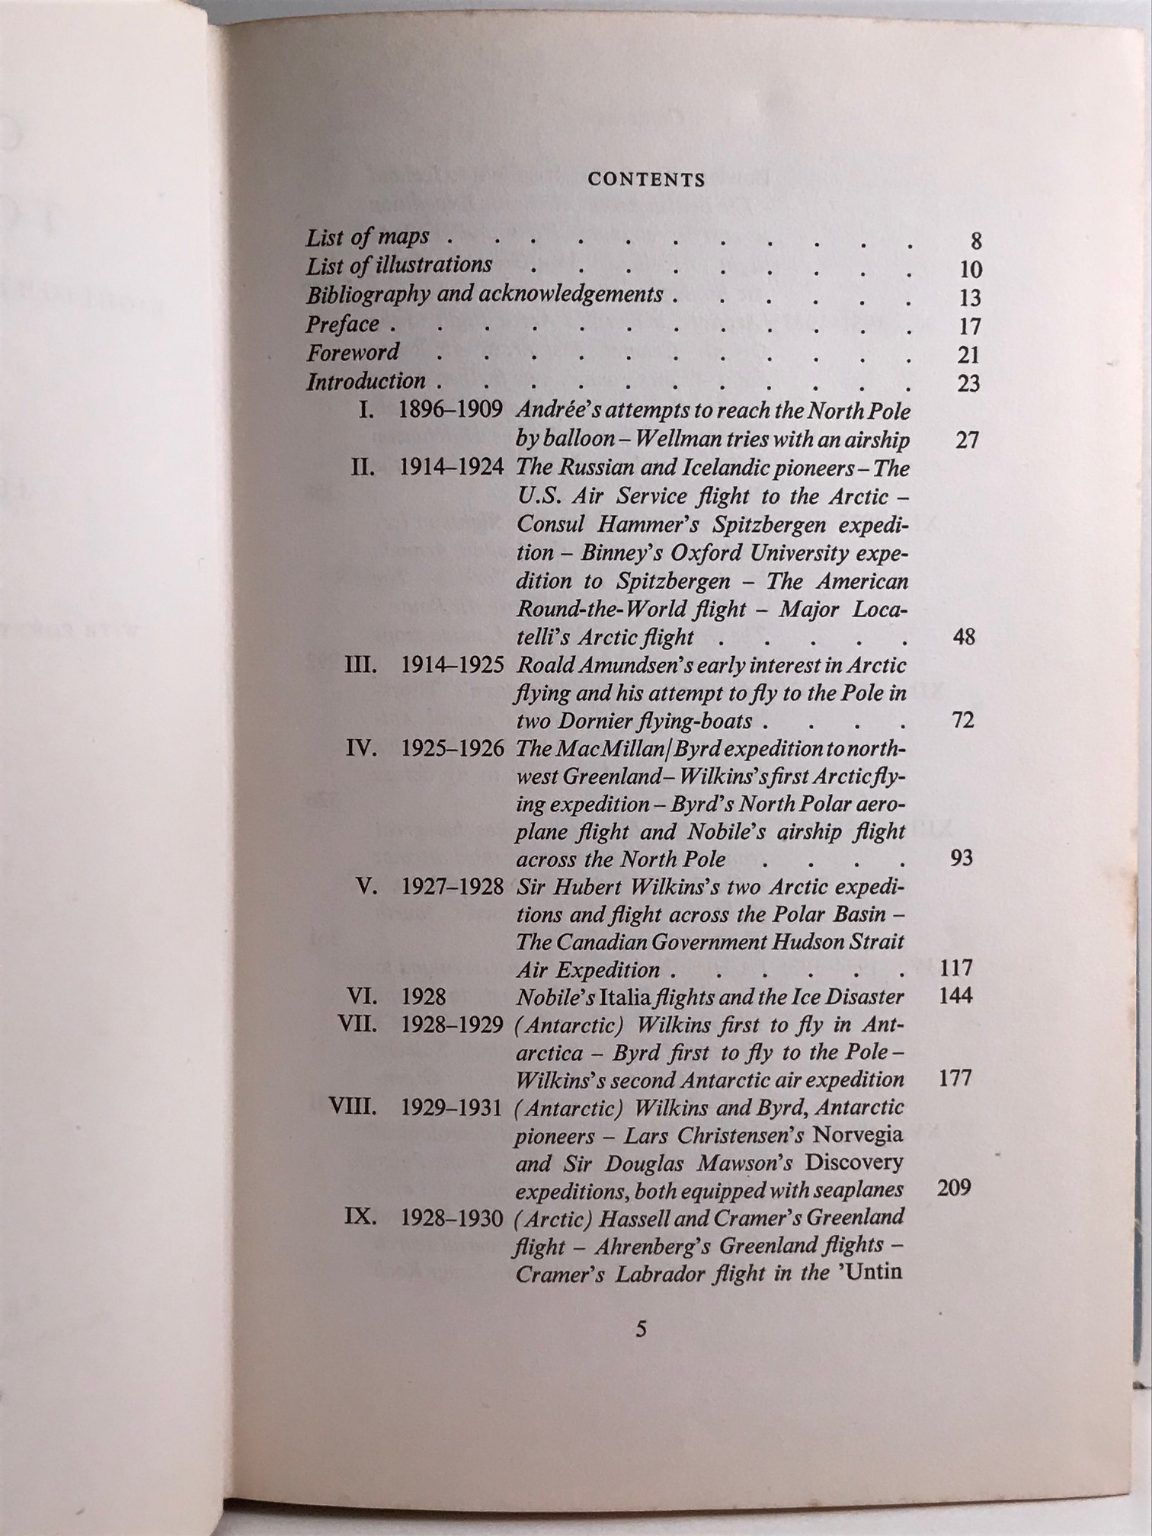 CONTENTS
List of maps . . . . . . . . . . . 8
List of illustrations . . . . . . . . . 10
Bibliography and acknowledgements . . . . . . 13
Preface . . . . . . . . . . . . 17
Foreword . . . . . . . . . . . 21
Introduction . . . . . . . . . . . 23
I. 1896–1909 Andrée's attempts to reach the North Pole
by balloon – Wellman tries with an airship 27
II. 1914–1924 The Russian and Icelandic pioneers – The
U.S. Air Service flight to the Arctic –
Consul Hammer's Spitzbergen expedi-
tion – Binney's Oxford University expe-
dition to Spitzbergen – The American
Round-the-World flight – Major Loca-
telli's Arctic flight . . . . . 48
III. 1914–1925 Roald Amundsen's early interest in Arctic
flying and his attempt to fly to the Pole in
two Dornier flying-boats . . . . 72
IV. 1925–1926 The MacMillan/Byrd expedition to north-
west Greenland – Wilkins's first Arctic fly-
ing expedition – Byrd's North Polar aero-
plane flight and Nobile's airship flight
across the North Pole . . . . 93
V. 1927–1928 Sir Hubert Wilkins's two Arctic expedi-
tions and flight across the Polar Basin –
The Canadian Government Hudson Strait
Air Expedition . . . . . . 117
VI. 1928 Nobile's Italia flights and the Ice Disaster 144
VII. 1928–1929 (Antarctic) Wilkins first to fly in Ant-
arctica – Byrd first to fly to the Pole –
Wilkins's second Antarctic air expedition 177
VIII. 1929–1931 (Antarctic) Wilkins and Byrd, Antarctic
pioneers – Lars Christensen's Norvegia
and Sir Douglas Mawson's Discovery
expeditions, both equipped with seaplanes 209
IX. 1928–1930 (Arctic) Hassell and Cramer's Greenland
flight – Ahrenberg's Greenland flights –
Cramer's Labrador flight in the 'Untin
5